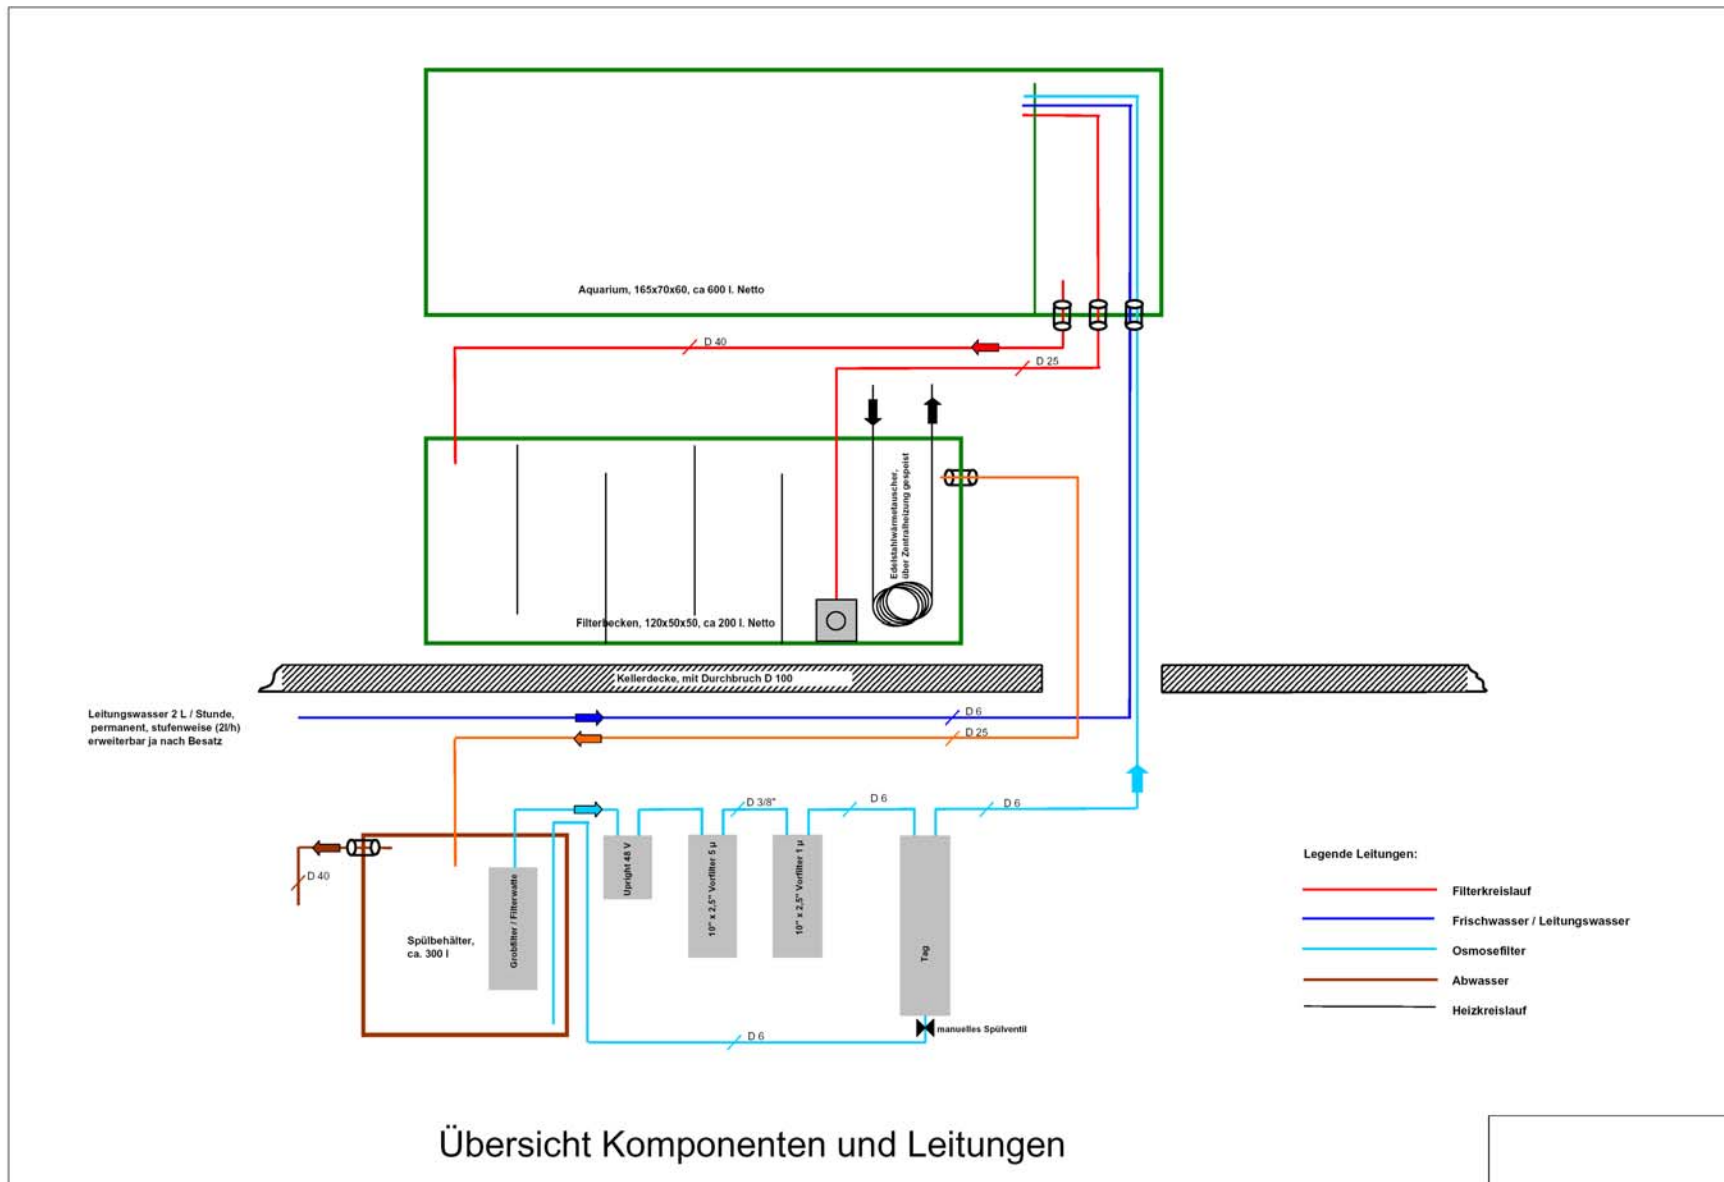 Aquarium, 165x70x60, ca 600 l. Netto
D 40
D 25
Edelstahlwärmetauscher,
über Zentralheizung gespeist
Filterbecken, 120x50x50, ca 200 l. Netto
Kellerdecke, mit Durchbruch D 100
Leitungswasser 2 L / Stunde,
permanent, stufenweise (2l/h)
erweiterbar ja nach Besatz
D 6
D 25
D 3/8"
D 6
D 6
D 40
Spülbehälter,
ca. 300 l
Grobfilter / Filterwatte
Upright 48 V
10" x 2,5" Vorfilter 5 µ
10" x 2,5" Vorfilter 1 µ
Tag
manuelles Spülventil
D 6
Legende Leitungen:
Filterkreislauf
Frischwasser / Leitungswasser
Osmosefilter
Abwasser
Heizkreislauf
Übersicht Komponenten und Leitungen